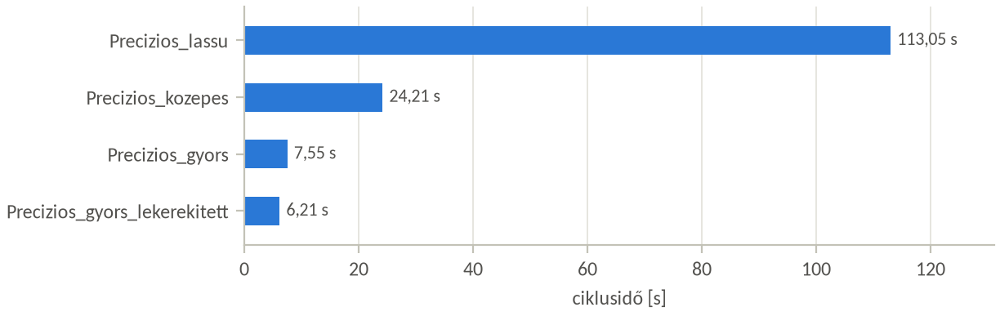 Precizios_lassu 113,05 s
Precizios_kozepes 24,21 s
Precizios_gyors 7,55 s
Precizios_gyors_lekerekitett 6,21 s
0 20 40 60 80 100 120
ciklusidő [s]